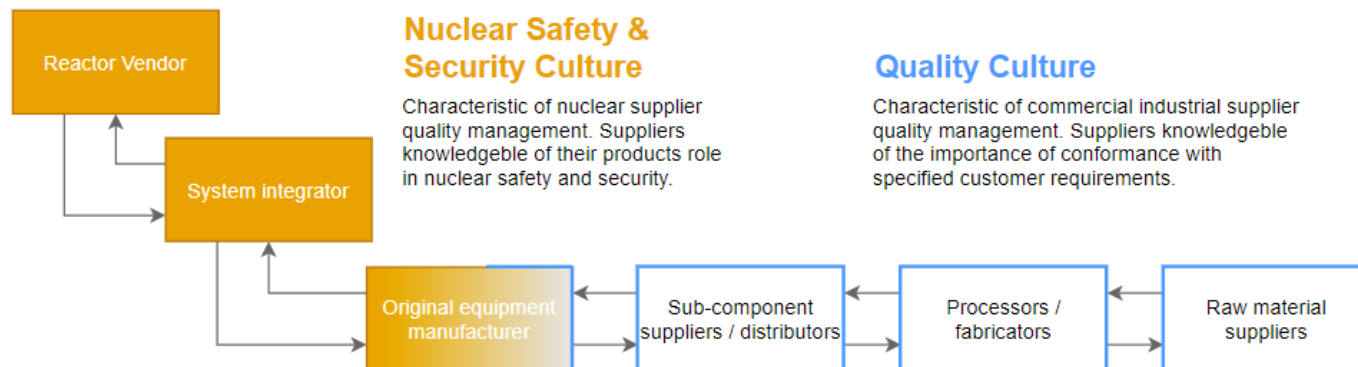 Reactor Vendor
Nuclear Safety &
Security Culture
Characteristic of nuclear supplier
quality management. Suppliers
knowledgeble of their products role
in nuclear safety and security.
Quality Culture
Characteristic of commercial industrial supplier
quality management. Suppliers knowledgeble
of the importance of conformance with
specified customer requirements.
System integrator
Original equipment
manufacturer
Sub-component
suppliers / distributors
Processors /
fabricators
Raw material
suppliers